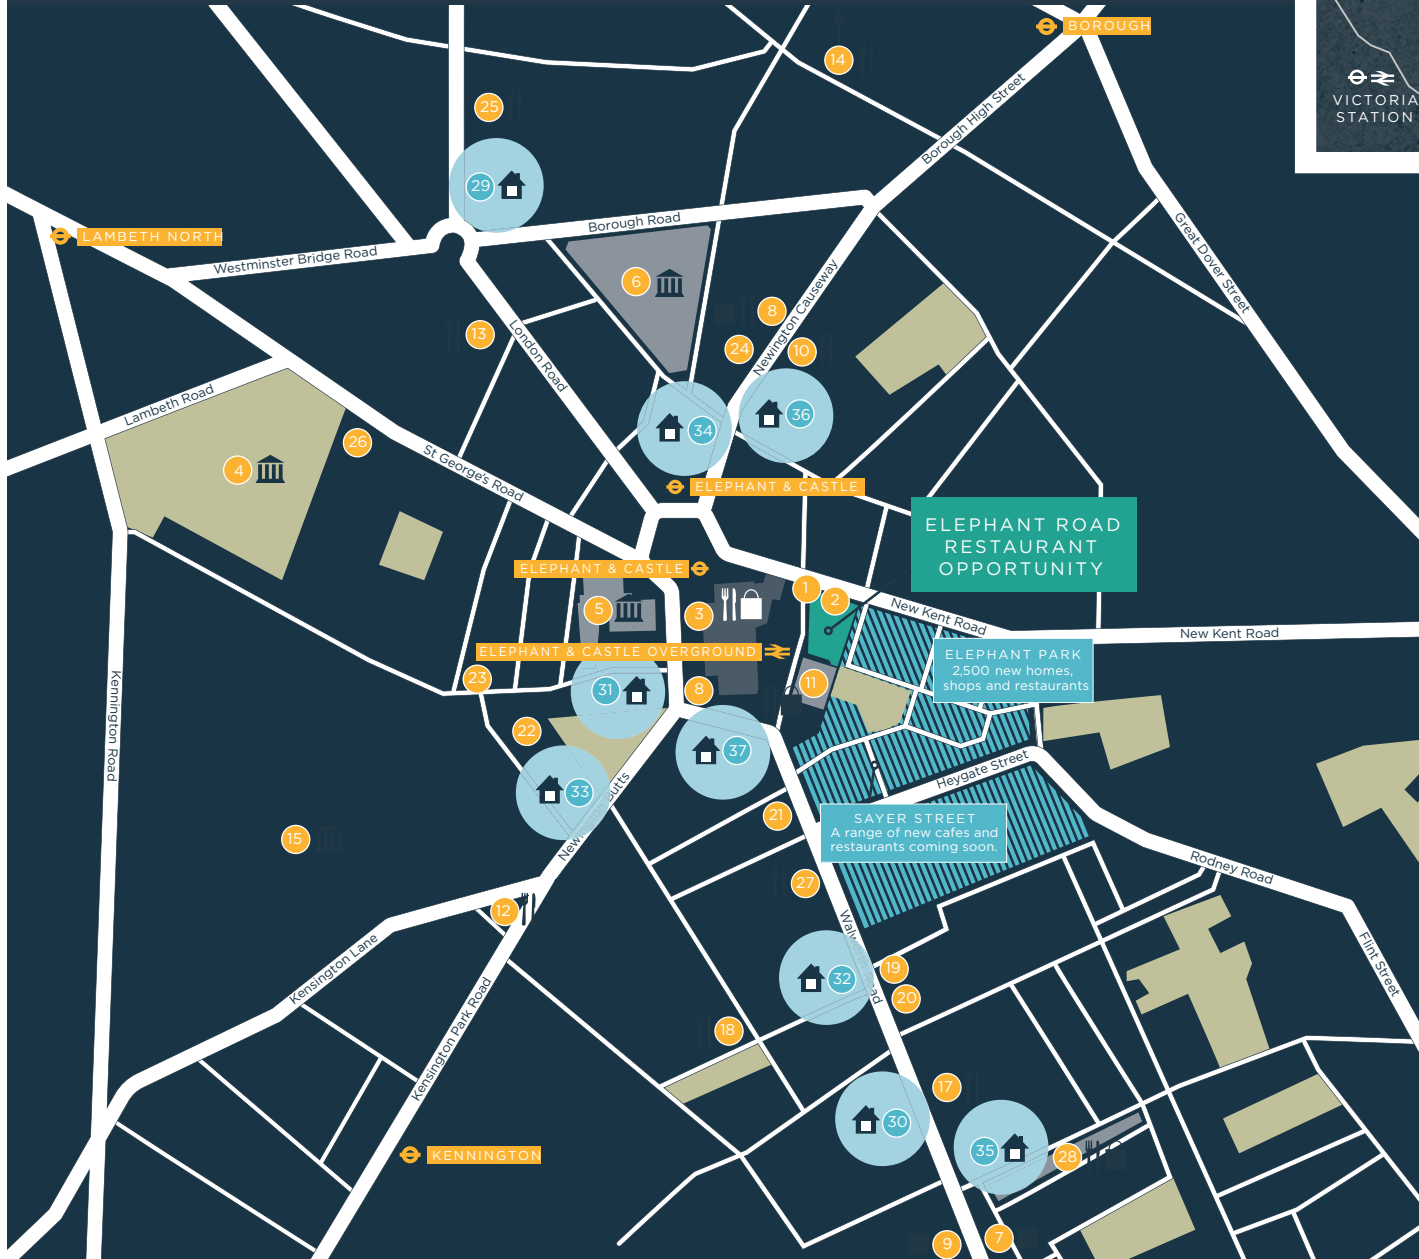 BOROUGH
14
VICTORIA
STATION
25
Borough High Street
29
Borough Road
LAMBETH NORTH
Westminster Bridge Road
Great Dover Street
6
8
13
London Road
24
10
Newington Causeway
Lambeth Road
36
34
26
4
St George's Road
ELEPHANT & CASTLE
ELEPHANT ROAD
RESTAURANT
OPPORTUNITY
ELEPHANT & CASTLE
1
2
5
3
New Kent Road
New Kent Road
ELEPHANT & CASTLE OVERGROUND
ELEPHANT PARK
2,500 new homes,
shops and restaurants
23
31
8
11
Kennington Road
22
37
33
Heygate Street
21
SAYER STREET
A range of new cafes and
restaurants coming soon.
15
Rodney Road
27
12
Kensington Lane
Flint Street
32
19
20
Kensington Park Road
18
17
30
35
28
KENNINGTON
9
7